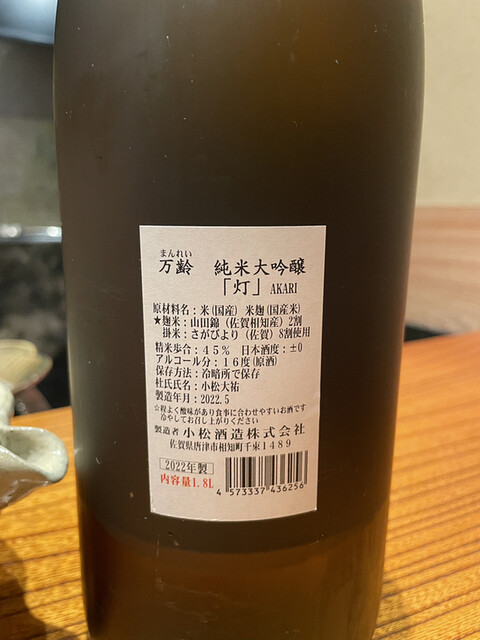 まんれい
万齢 純米大吟醸
「灯」 AKARI
原材料名：米(国産) 米麹(国産米)
★麹米：山田錦（佐賀相知産）2割
掛米：さがびより（佐賀）8割使用
精米歩合：４５％ 日本酒度：±0
アルコール分：１６度(原酒)
保存方法：冷暗所で保存
杜氏氏名：小松大祐
製造年月：2022.5
☆程よく酸味があり食事に合わせやすいお酒です
冷やしてお召し上がりください
製造者 小松酒造株式会社
佐賀県唐津市相知町千束１４８９
2022年製
内容量1.8L
4 573337 436256